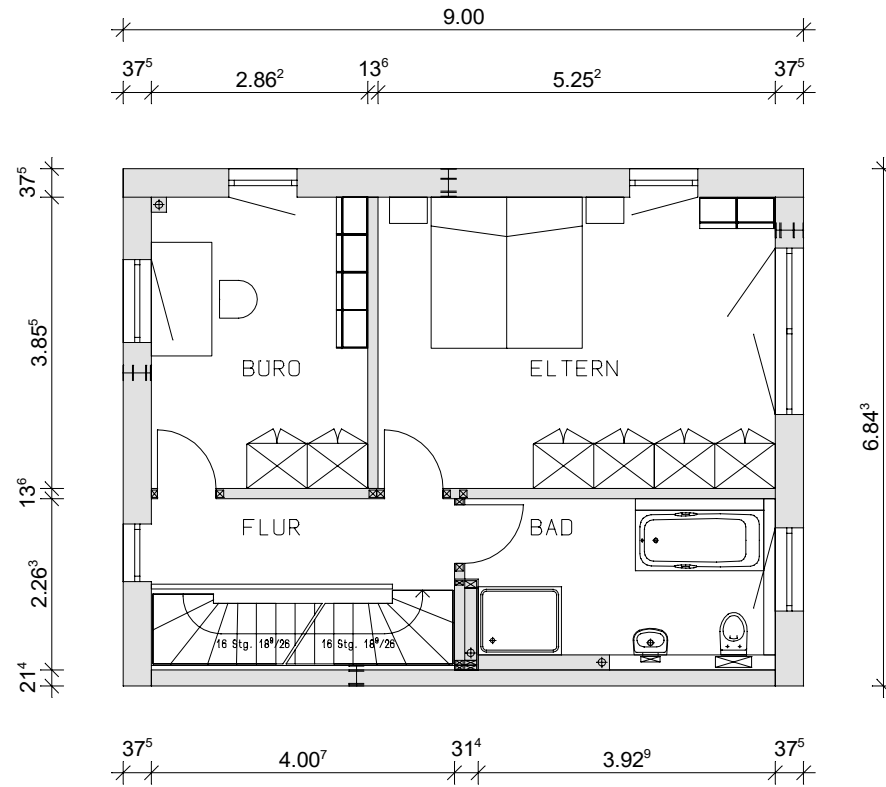 9.00
37⁵ 2.86² 13⁶ 5.25² 37⁵
37⁵
3.85⁵
13⁶
2.26³
21⁴
6.84³
BÜRO ELTERN
FLUR BAD
16 Stg. 18⁹/26 16 Stg. 18⁹/26
37⁵ 4.00⁷ 31⁴ 3.92⁹ 37⁵